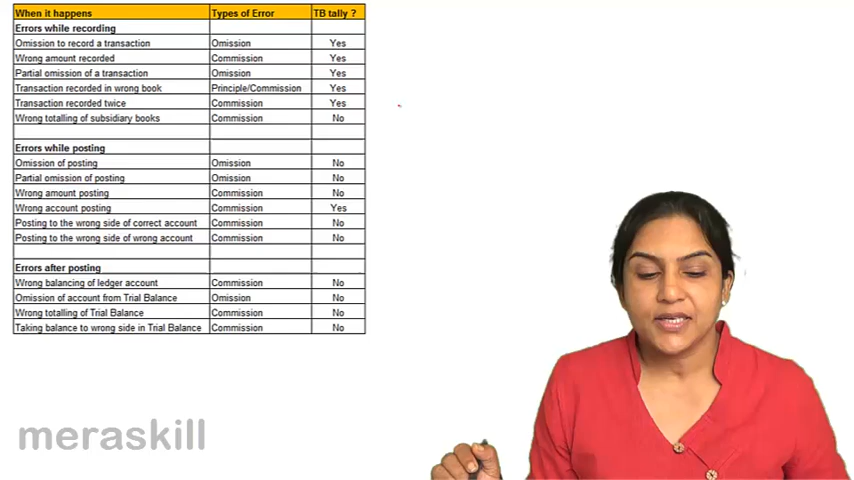 When it happens Types of Error TB tally ?
Errors while recording
Omission to record a transaction Omission Yes
Wrong amount recorded Commission Yes
Partial omission of a transaction Omission Yes
Transaction recorded in wrong book Principle/Commission Yes
Transaction recorded twice Commission Yes
Wrong totalling of subsidiary books Commission No
Errors while posting
Omission of posting Omission No
Partial omission of posting Omission No
Wrong amount posting Commission No
Wrong account posting Commission Yes
Posting to the wrong side of correct account Commission No
Posting to the wrong side of wrong account Commission No
Errors after posting
Wrong balancing of ledger account Commission No
Omission of account from Trial Balance Omission No
Wrong totalling of Trial Balance Commission No
Taking balance to wrong side in Trial Balance Commission No
meraskill